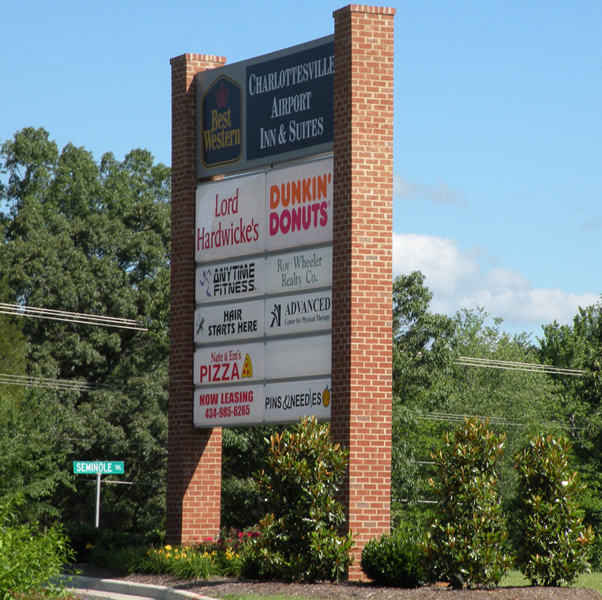 Best
Western
CHARLOTTESVILLE
AIRPORT
INN & SUITES
Lord
Hardwicke's
DUNKIN'
DONUTS
ANYTIME
FITNESS
Roy Wheeler
Realty Co.
HAIR
STARTS HERE
ADVANCED
Center for Physical Therapy
Nate & Em's
PIZZA
NOW LEASING
434-985-6265
PINS&NEEDLES
SEMINOLE TRL